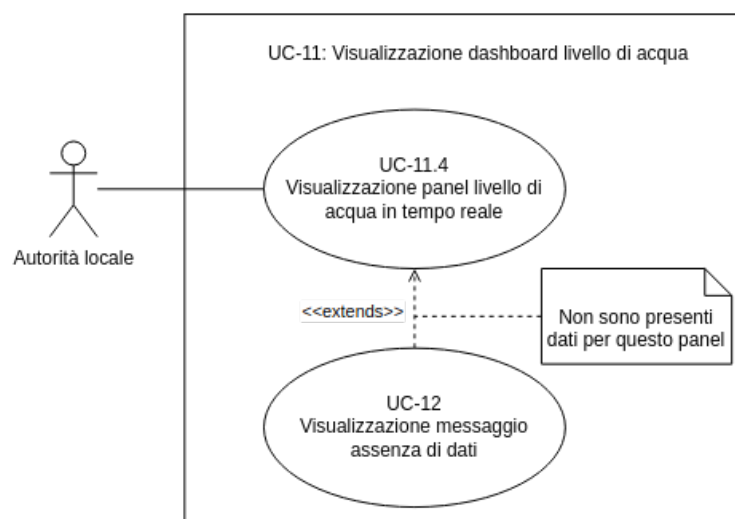 UC-11: Visualizzazione dashboard livello di acqua
UC-11.4
Visualizzazione panel livello di
acqua in tempo reale
Autorità locale
<<extends>>
Non sono presenti
dati per questo panel
UC-12
Visualizzazione messaggio
assenza di dati